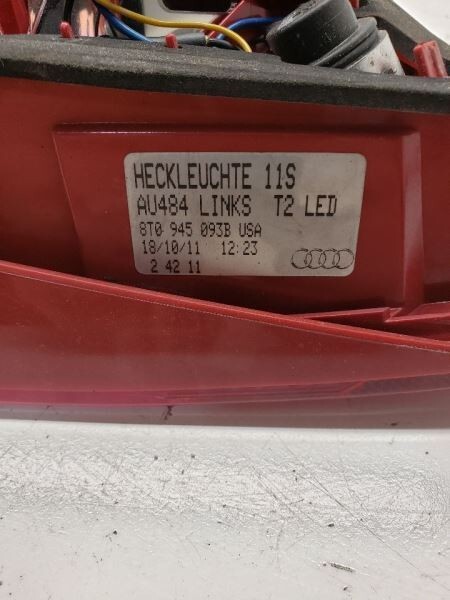 HECKLEUCHTE 11S
AU484 LINKS T2 LED
8T0 945 093B USA
18/10/11 12:23
2 42 11